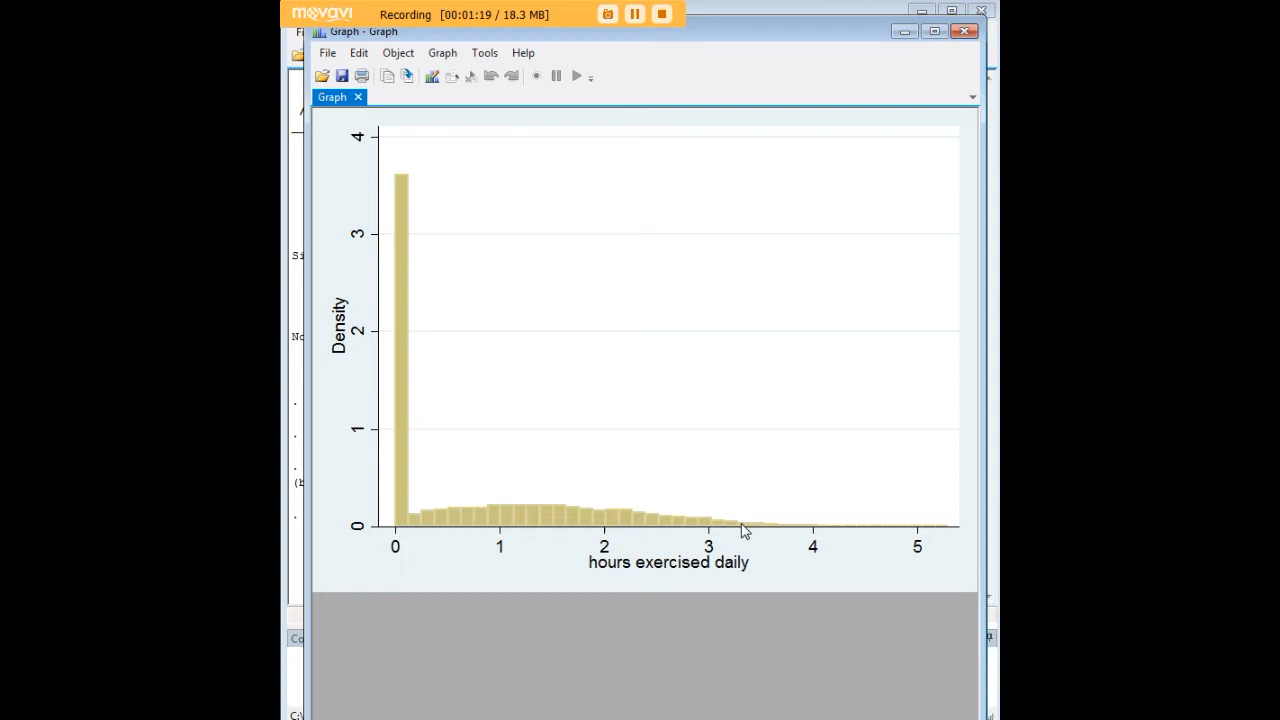 movavi
Recording [00:01:19 / 18.3 MB]
Graph - Graph
File Edit Object Graph Tools Help
Graph
4
3
2
1
0
Density
0 1 2 3 4 5
hours exercised daily